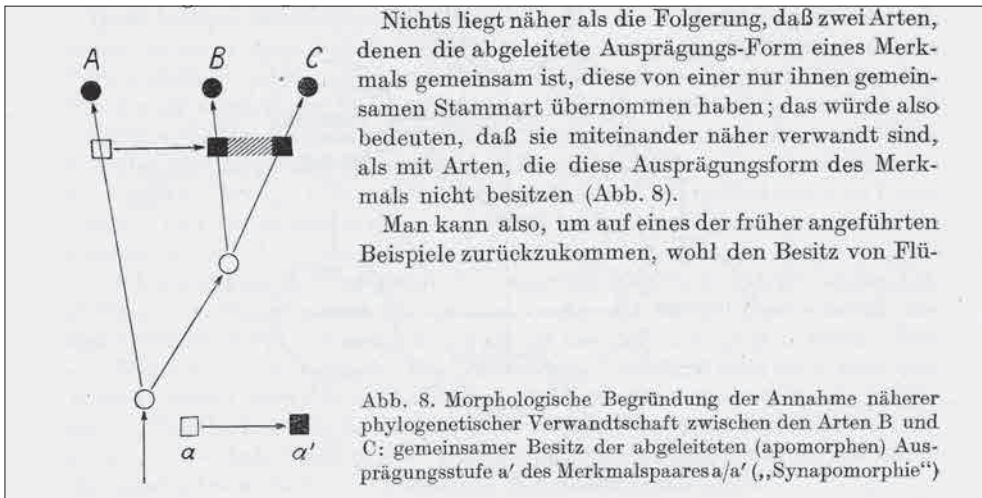 Nichts liegt näher als die Folgerung, daß zwei Arten,
denen die abgeleitete Ausprägungs-Form eines Merk-
mals gemeinsam ist, diese von einer nur ihnen gemein-
samen Stammart übernommen haben; das würde also
bedeuten, daß sie miteinander näher verwandt sind,
als mit Arten, die diese Ausprägungsform des Merk-
mals nicht besitzen (Abb. 8).
Man kann also, um auf eines der früher angeführten
Beispiele zurückzukommen, wohl den Besitz von Flü-
A B C
a a′
Abb. 8. Morphologische Begründung der Annahme näherer
phylogenetischer Verwandtschaft zwischen den Arten B und
C: gemeinsamer Besitz der abgeleiteten (apomorphen) Aus-
prägungsstufe a′ des Merkmalspaares a/a′ („Synapomorphie“)